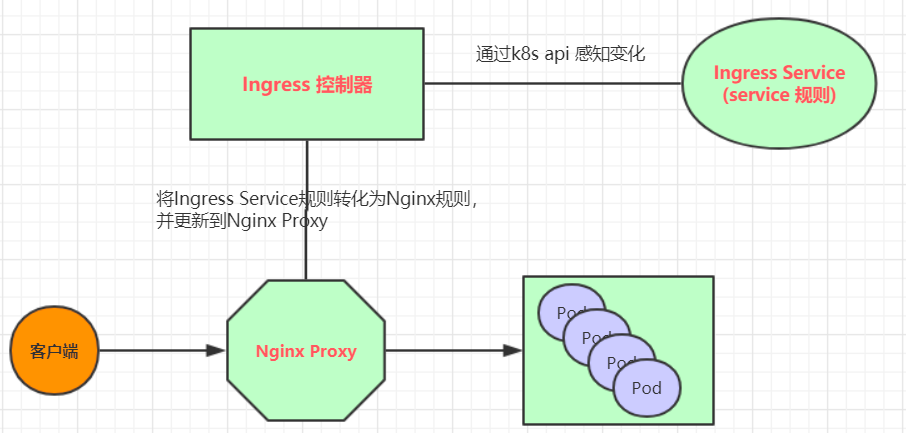 通过k8s api 感知变化
Ingress 控制器
Ingress Service
(service 规则)
将Ingress Service规则转化为Nginx规则，
并更新到Nginx Proxy
客户端
Nginx Proxy
Pod
Pod
Pod
Pod